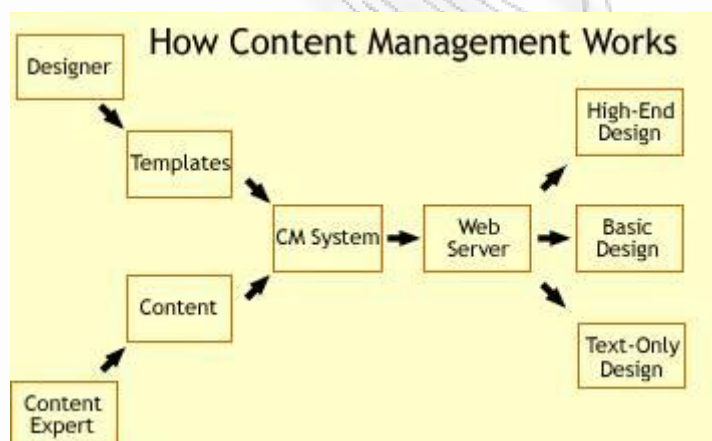 How Content Management Works
Designer
Templates
Content
Content
Expert
CM System
Web
Server
High-End
Design
Basic
Design
Text-Only
Design